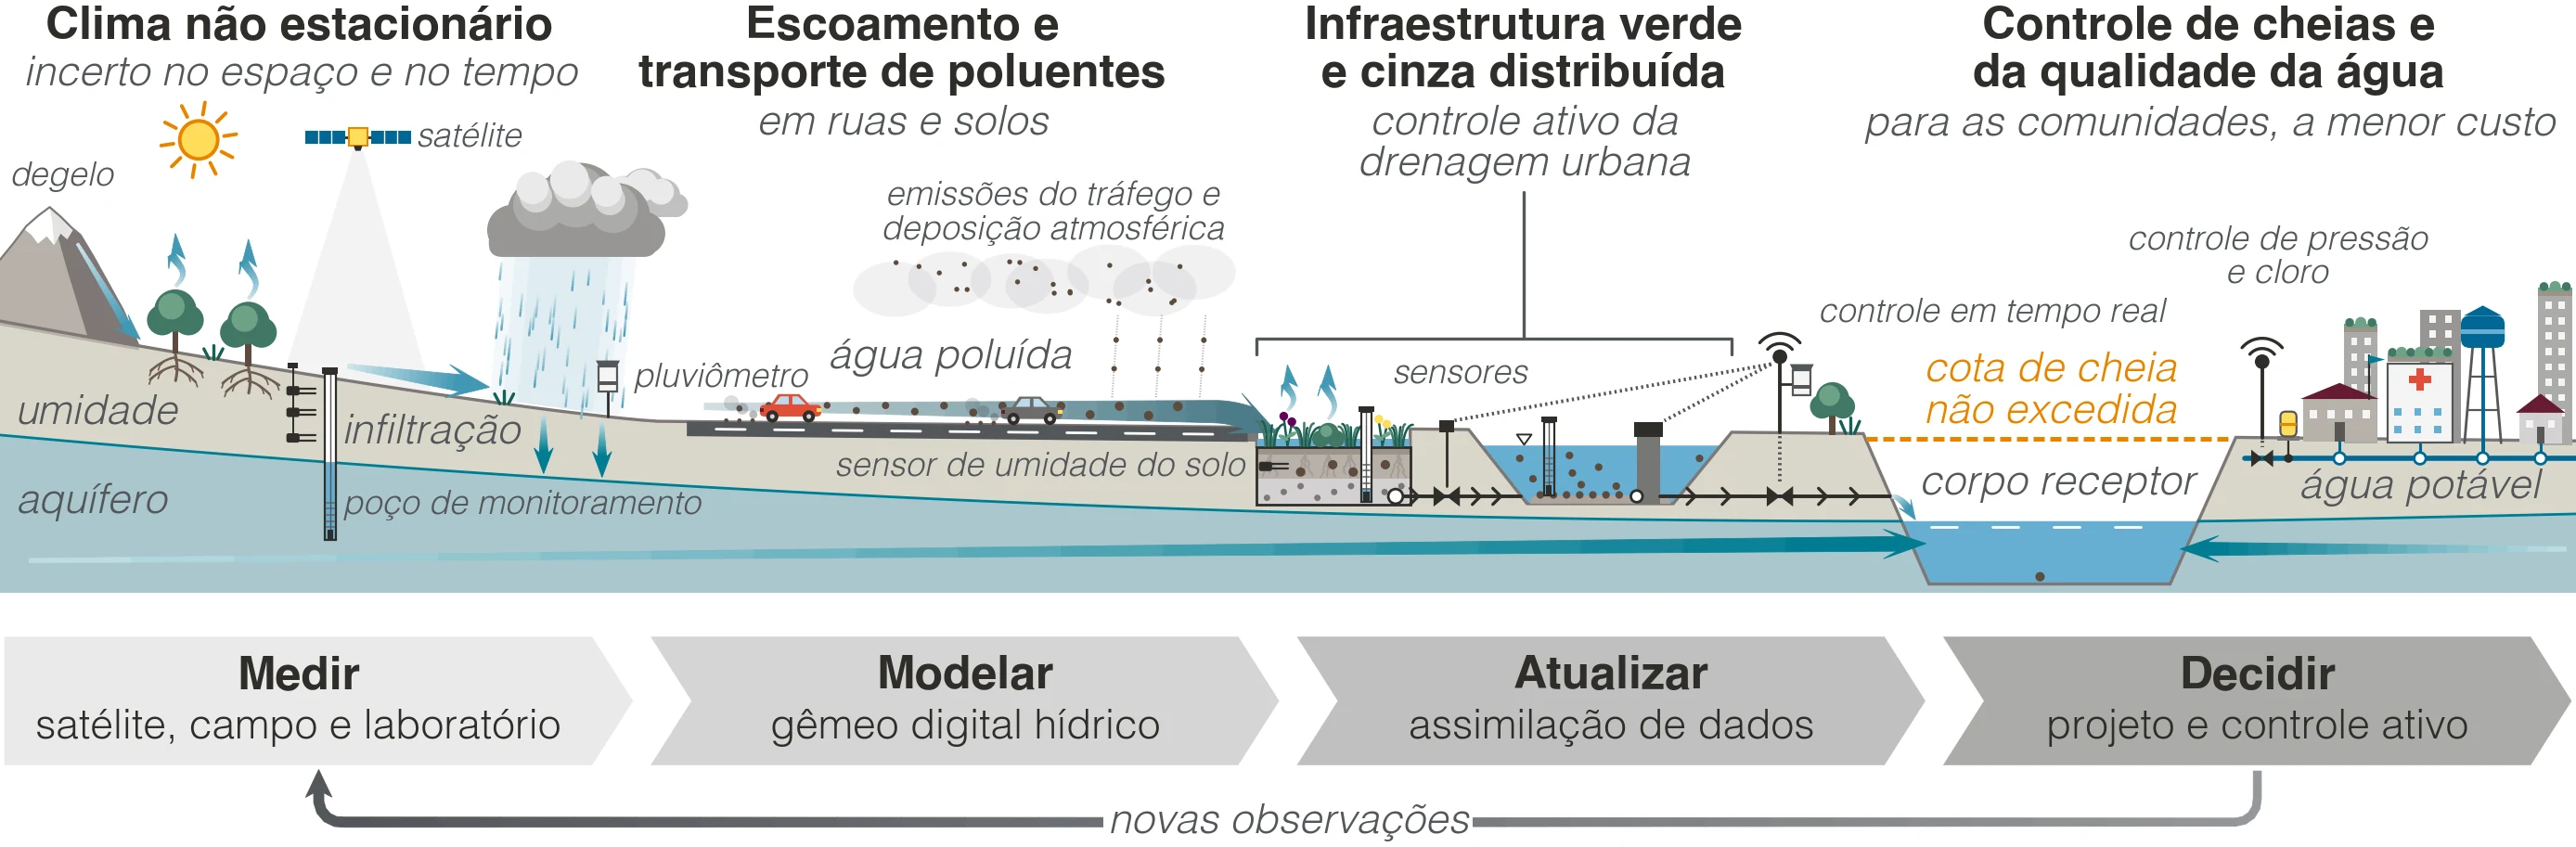 Clima não estacionário
incerto no espaço e no tempo
Escoamento e
transporte de poluentes
em ruas e solos
Infraestrutura verde
e cinza distribuída
controle ativo da
drenagem urbana
Controle de cheias e
da qualidade da água
para as comunidades, a menor custo
degelo
satélite
emissões do tráfego e
deposição atmosférica
controle de pressão
e cloro
controle em tempo real
água poluída
pluviômetro
sensores
cota de cheia
não excedida
umidade
infiltração
sensor de umidade do solo
corpo receptor
água potável
aquífero
poço de monitoramento
Medir
satélite, campo e laboratório
Modelar
gêmeo digital hídrico
Atualizar
assimilação de dados
Decidir
projeto e controle ativo
novas observações